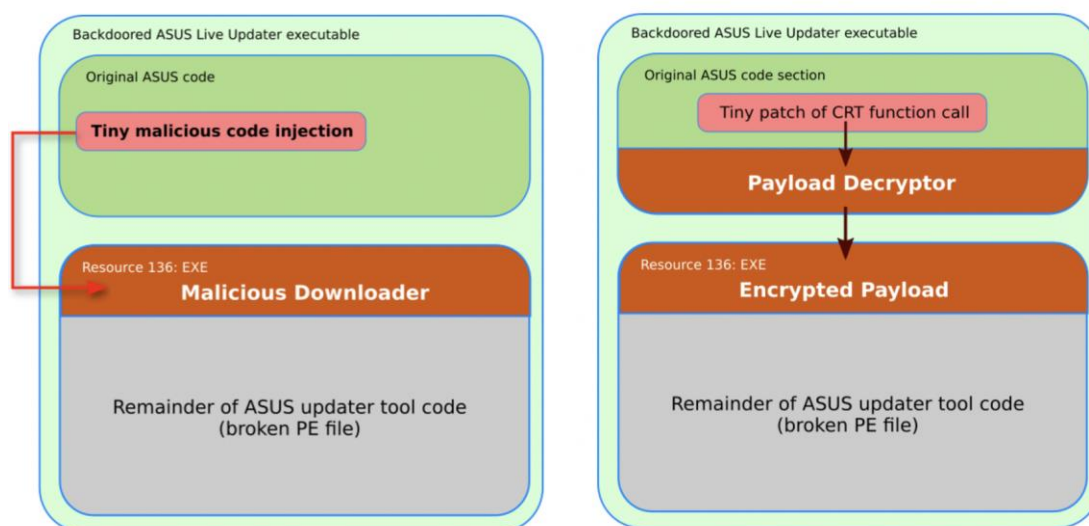 Backdoored ASUS Live Updater executable
Original ASUS code
Tiny malicious code injection
Resource 136: EXE
Malicious Downloader
Remainder of ASUS updater tool code
(broken PE file)
Backdoored ASUS Live Updater executable
Original ASUS code section
Tiny patch of CRT function call
Payload Decryptor
Resource 136: EXE
Encrypted Payload
Remainder of ASUS updater tool code
(broken PE file)